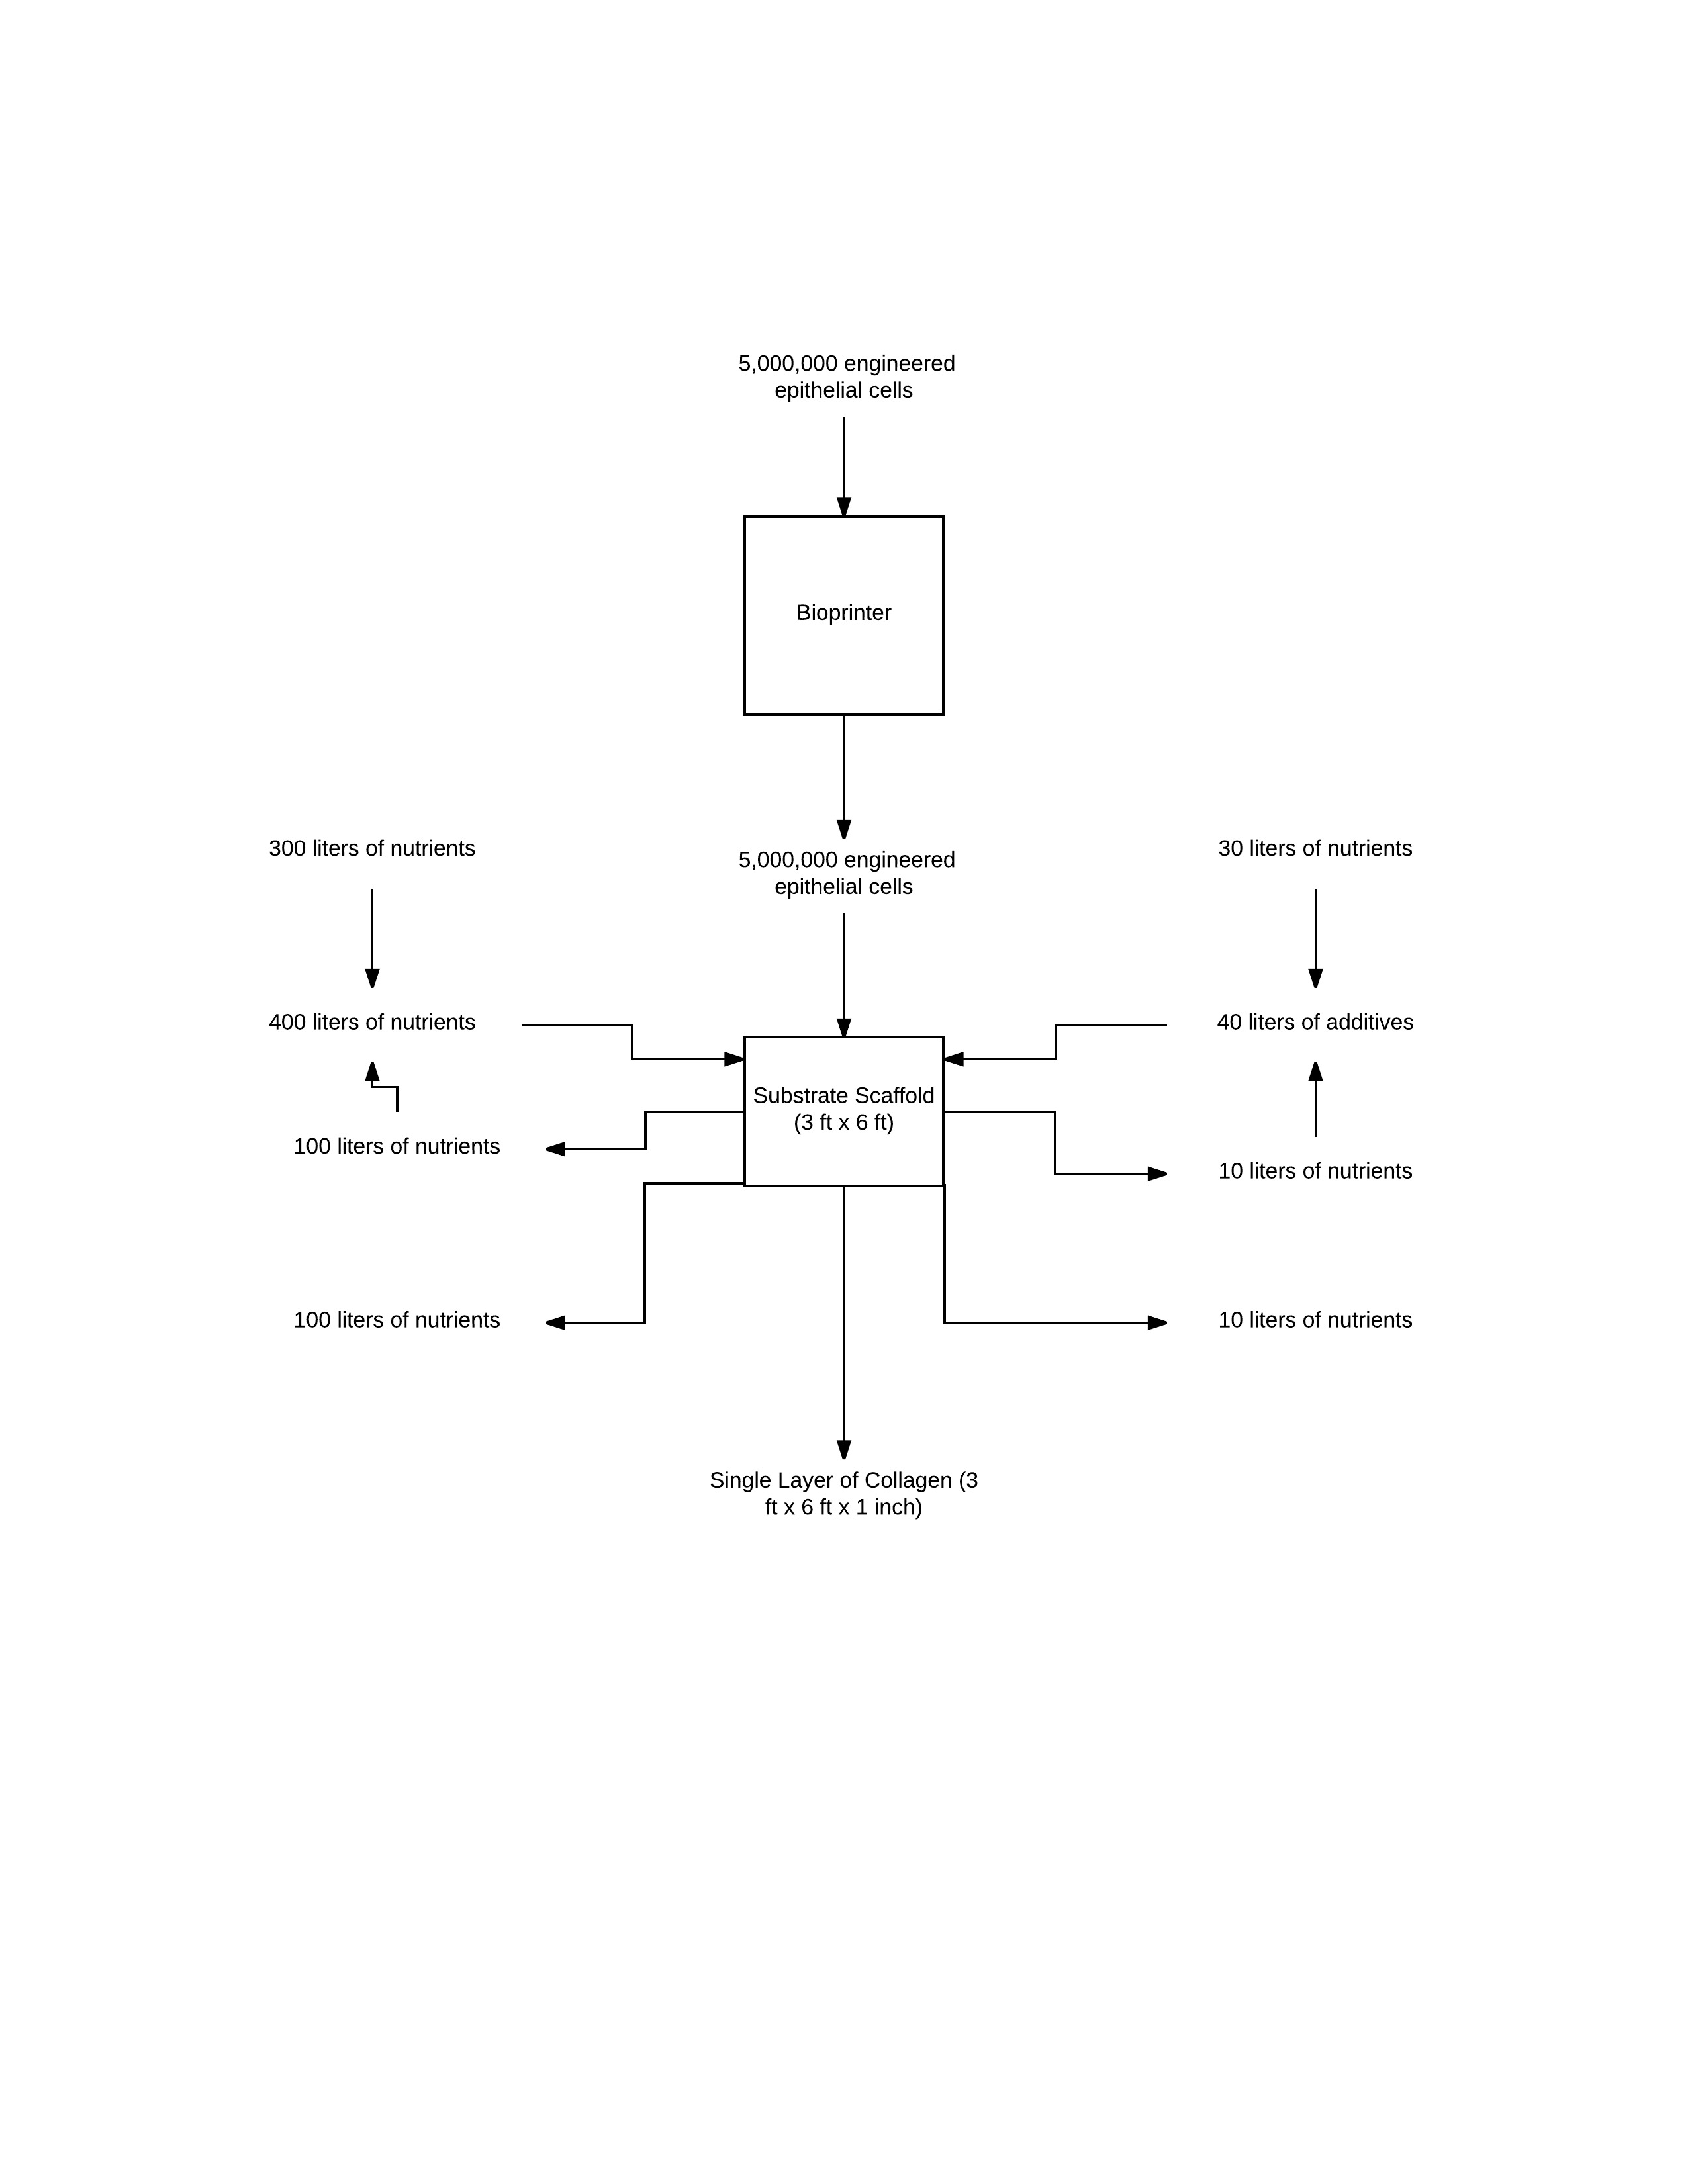 5,000,000 engineered
epithelial cells
Bioprinter
300 liters of nutrients
5,000,000 engineered
epithelial cells
30 liters of nutrients
400 liters of nutrients
40 liters of additives
Substrate Scaffold
(3 ft x 6 ft)
100 liters of nutrients
10 liters of nutrients
100 liters of nutrients
10 liters of nutrients
Single Layer of Collagen (3
ft x 6 ft x 1 inch)